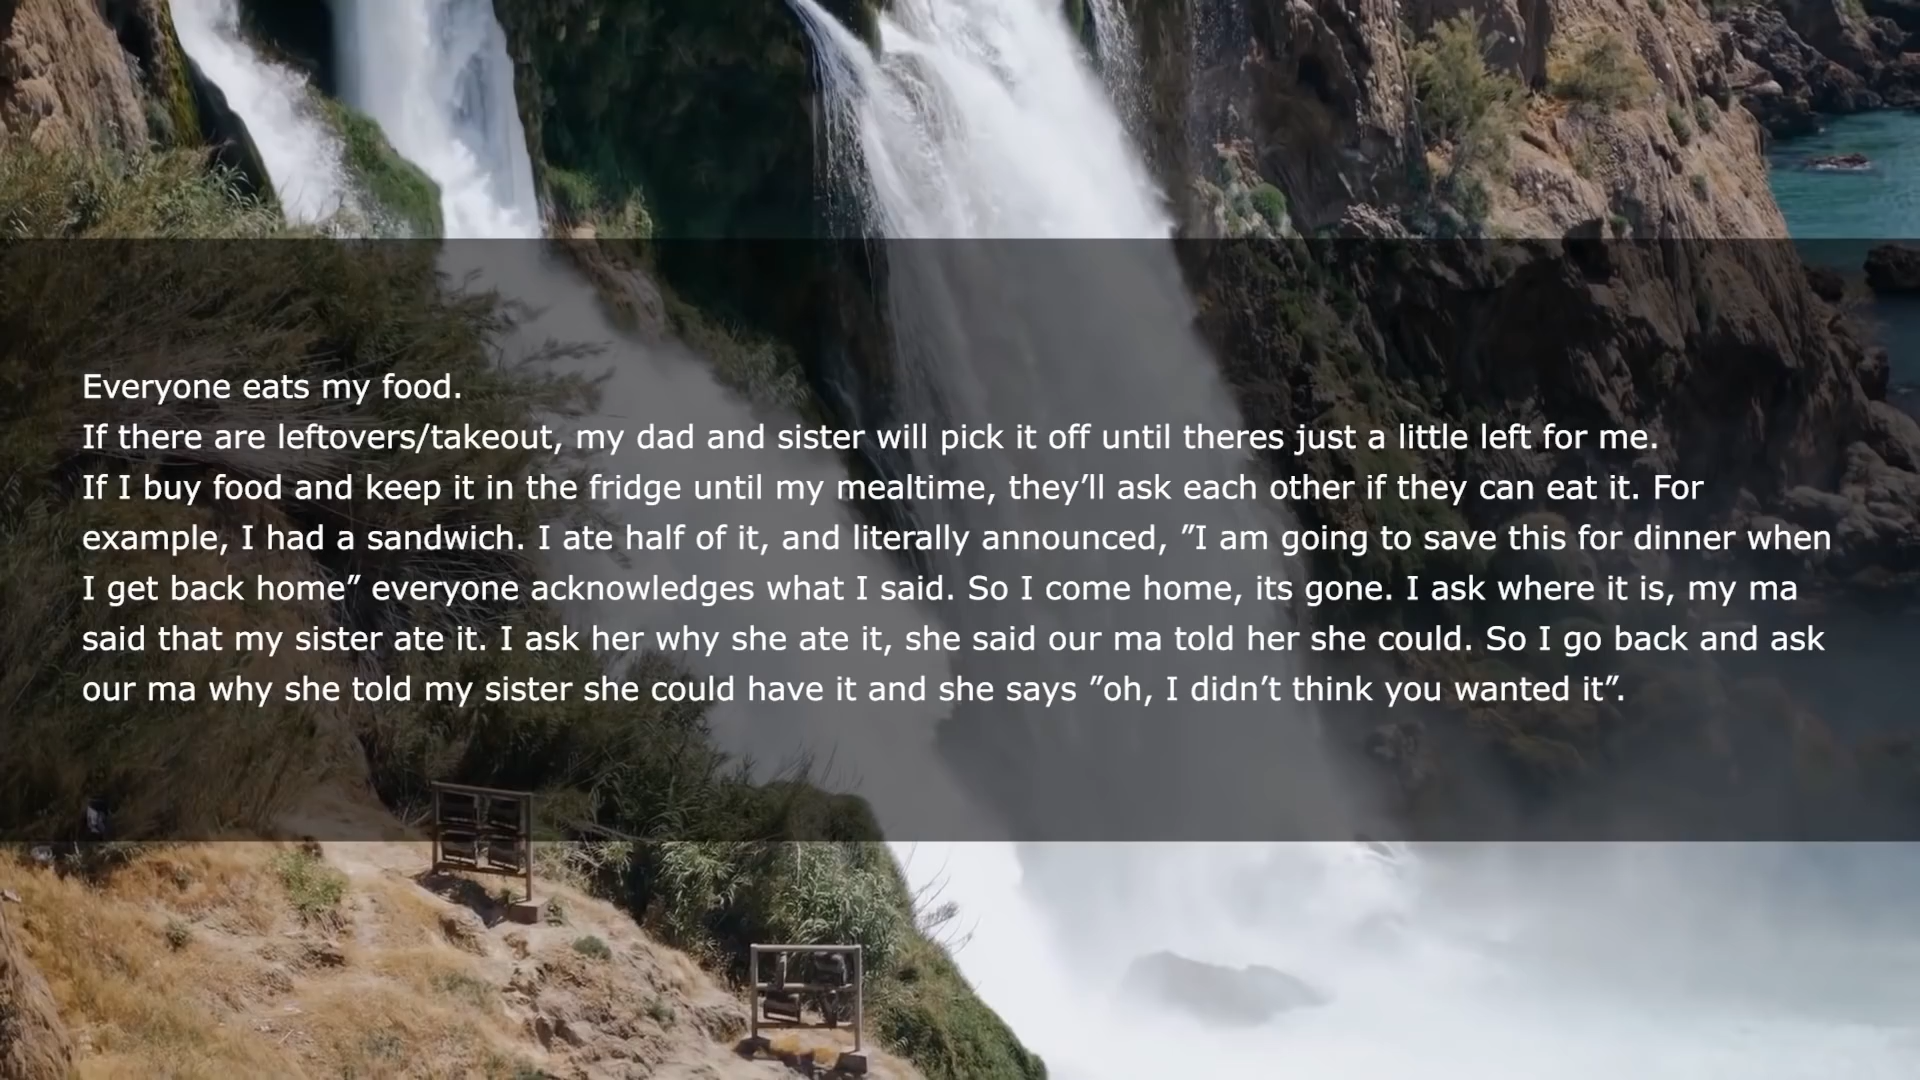 Everyone eats my food.
If there are leftovers/takeout, my dad and sister will pick it off until theres just a little left for me.
If I buy food and keep it in the fridge until my mealtime, they’ll ask each other if they can eat it. For
example, I had a sandwich. I ate half of it, and literally announced, ”I am going to save this for dinner when
I get back home” everyone acknowledges what I said. So I come home, its gone. I ask where it is, my ma
said that my sister ate it. I ask her why she ate it, she said our ma told her she could. So I go back and ask
our ma why she told my sister she could have it and she says ”oh, I didn’t think you wanted it”.